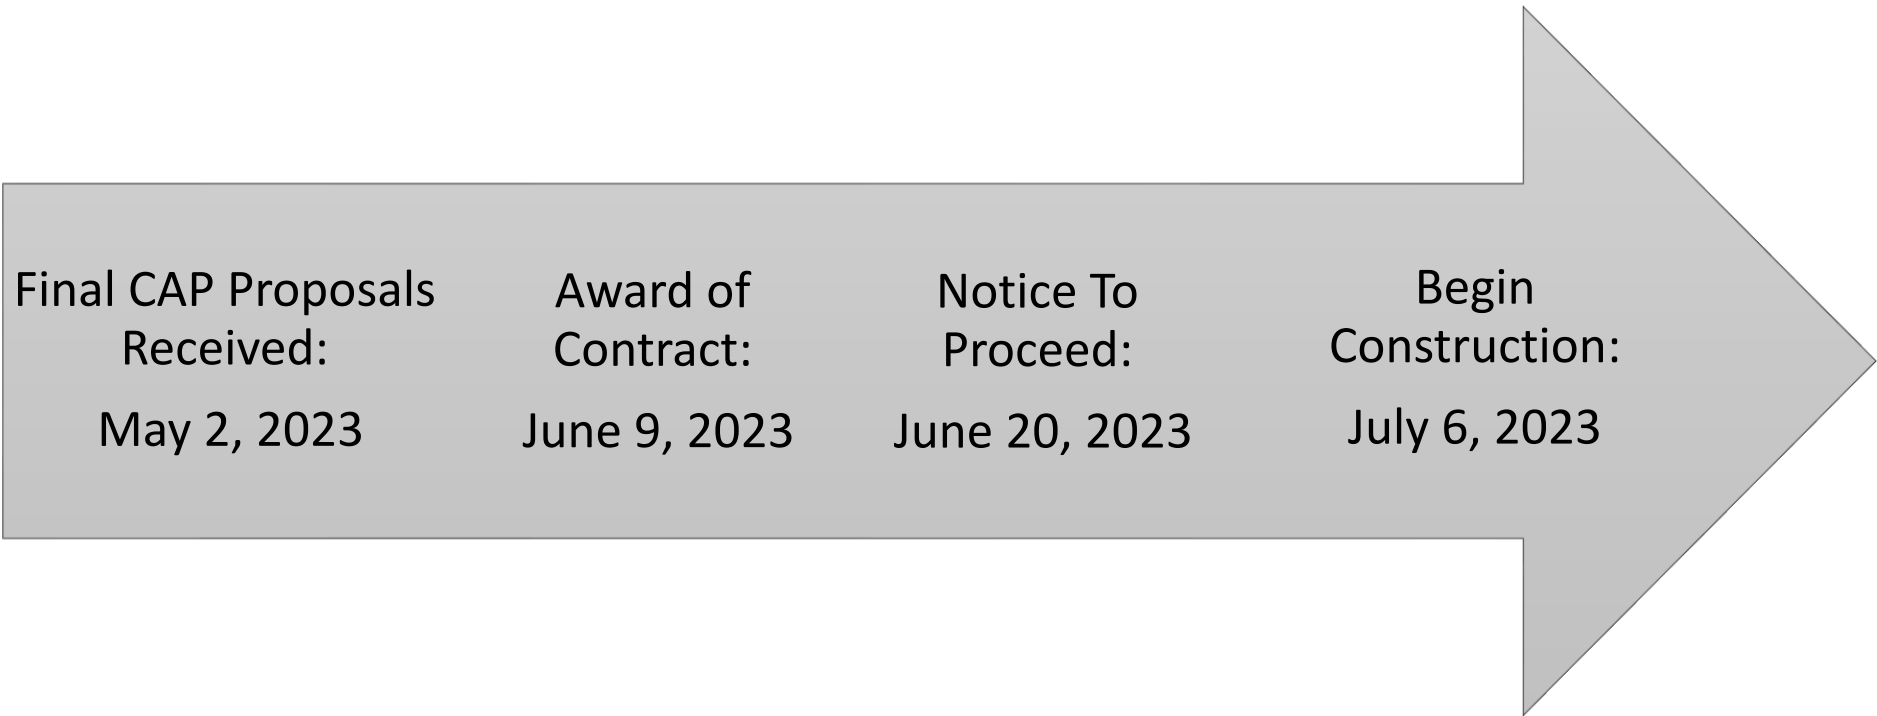 Final CAP Proposals
Received:
May 2, 2023
Award of
Contract:
June 9, 2023
Notice To
Proceed:
June 20, 2023
Begin
Construction:
July 6, 2023